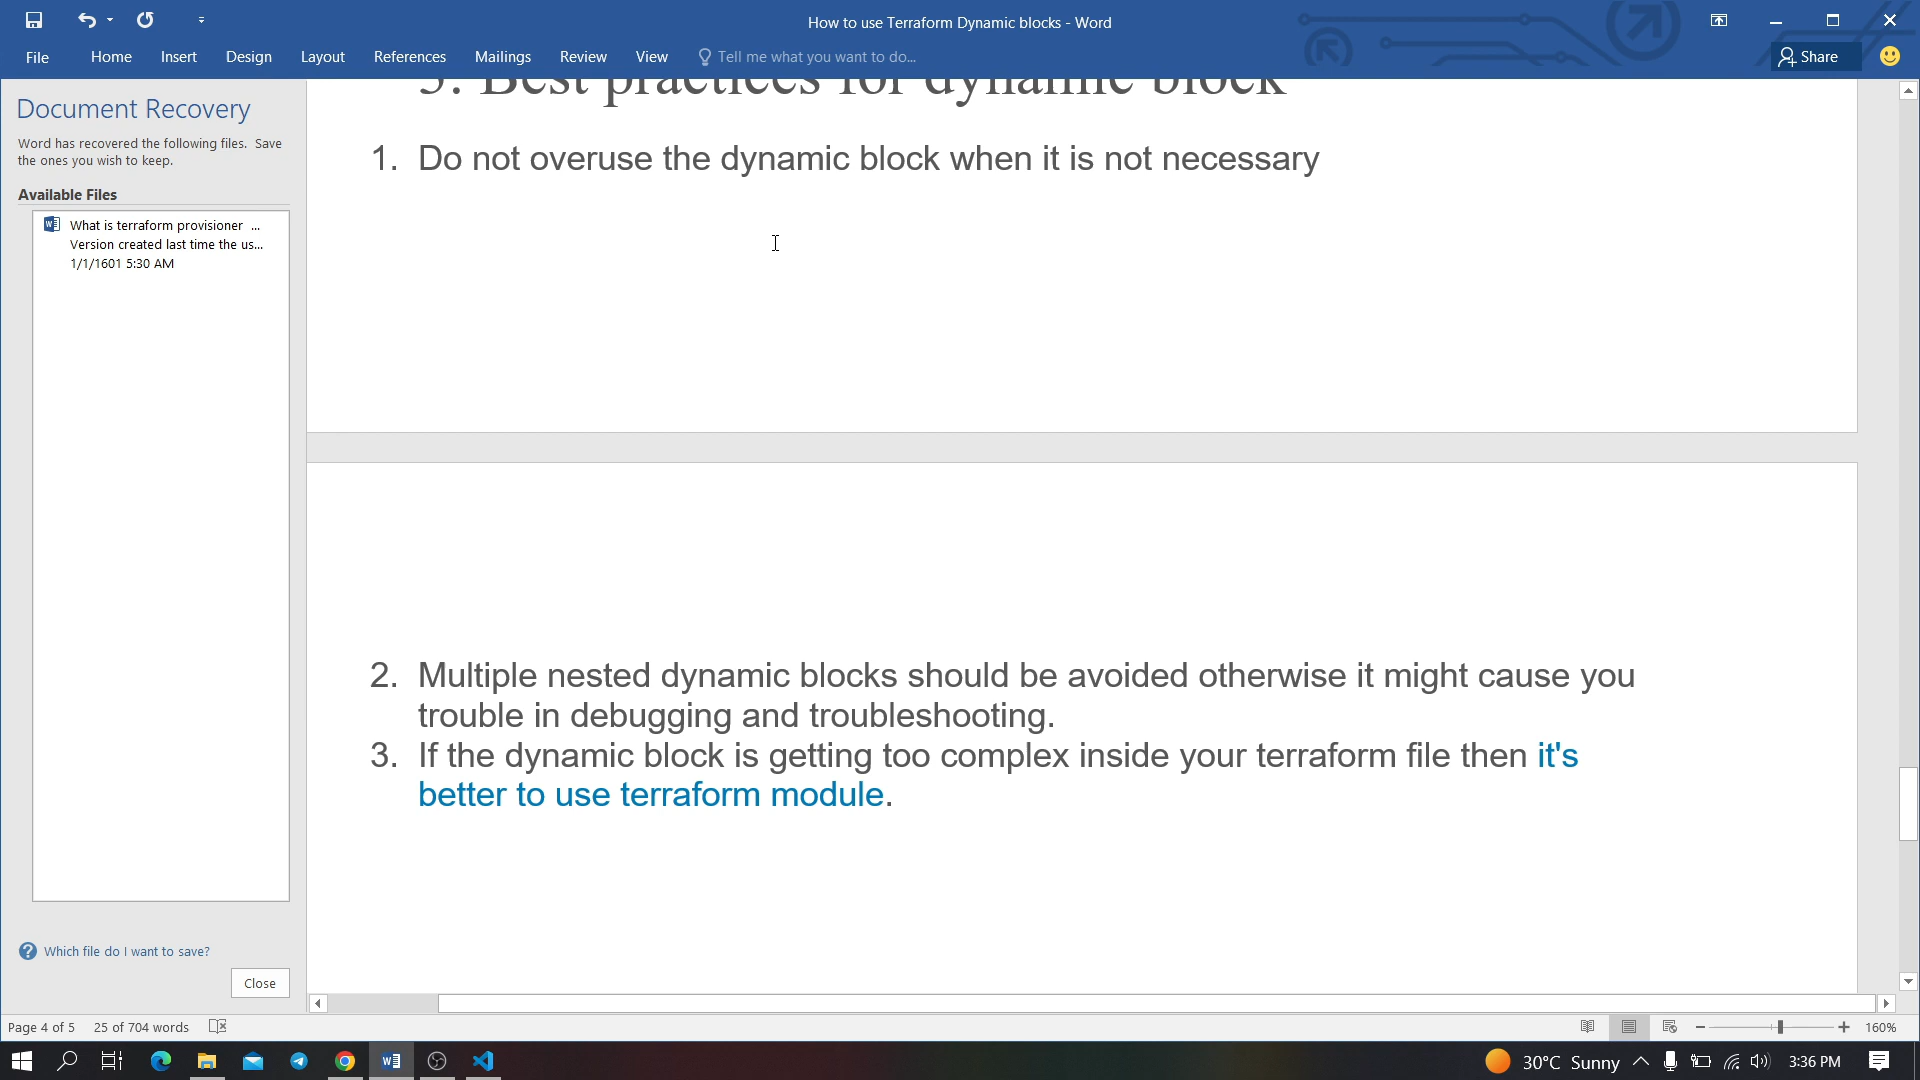 How to use Terraform Dynamic blocks - Word
File Home Insert Design Layout References Mailings Review View Tell me what you want to do... Share
Document Recovery
Word has recovered the following files. Save
the ones you wish to keep.
Available Files
What is terraform provisioner ...
Version created last time the us...
1/1/1601 5:30 AM
Which file do I want to save?
Close
5. Best practices for dynamic block
1. Do not overuse the dynamic block when it is not necessary
2. Multiple nested dynamic blocks should be avoided otherwise it might cause you
trouble in debugging and troubleshooting.
3. If the dynamic block is getting too complex inside your terraform file then it's
better to use terraform module.
Page 4 of 5 25 of 704 words 160%
30°C Sunny 3:36 PM